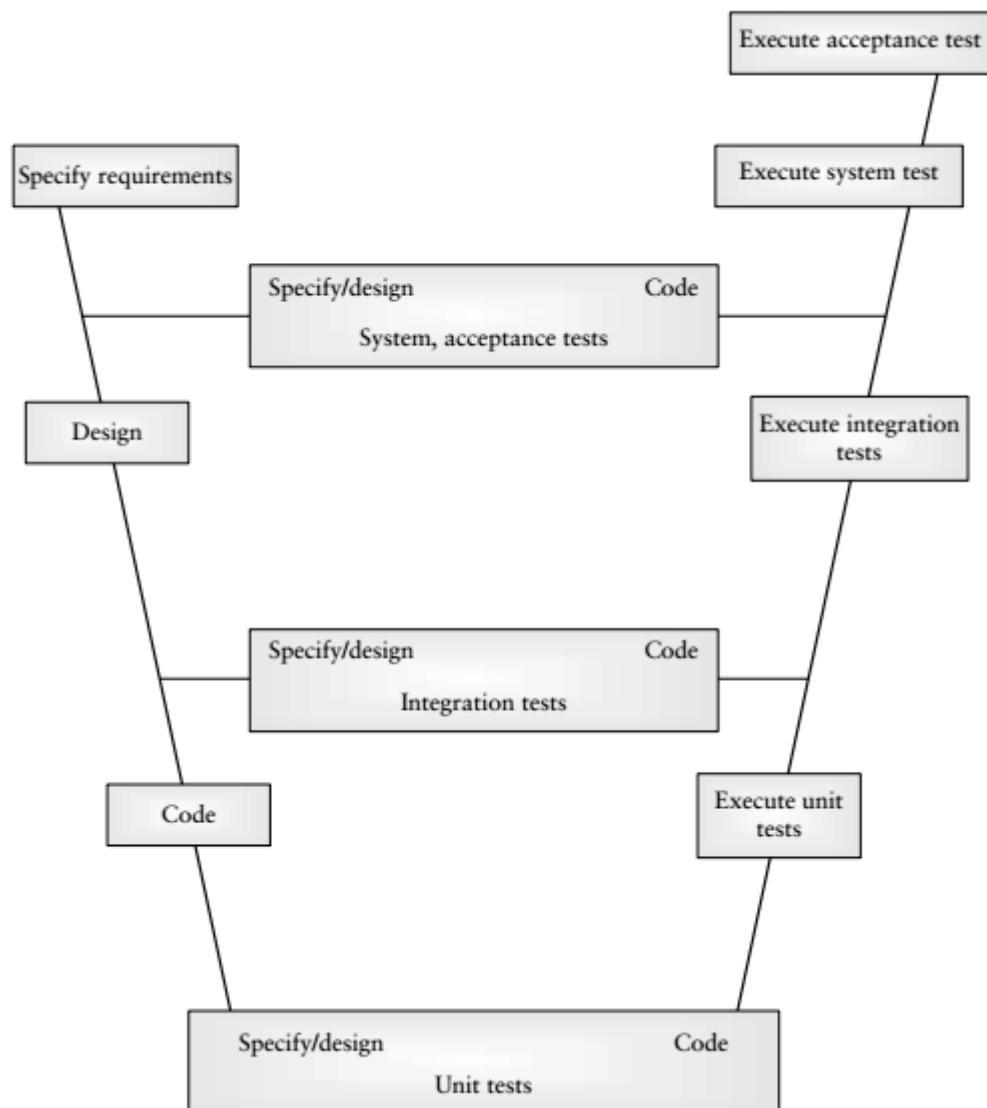 Execute acceptance test
Specify requirements
Execute system test
Specify/design Code
System, acceptance tests
Design
Execute integration
tests
Specify/design Code
Integration tests
Code
Execute unit
tests
Specify/design Code
Unit tests